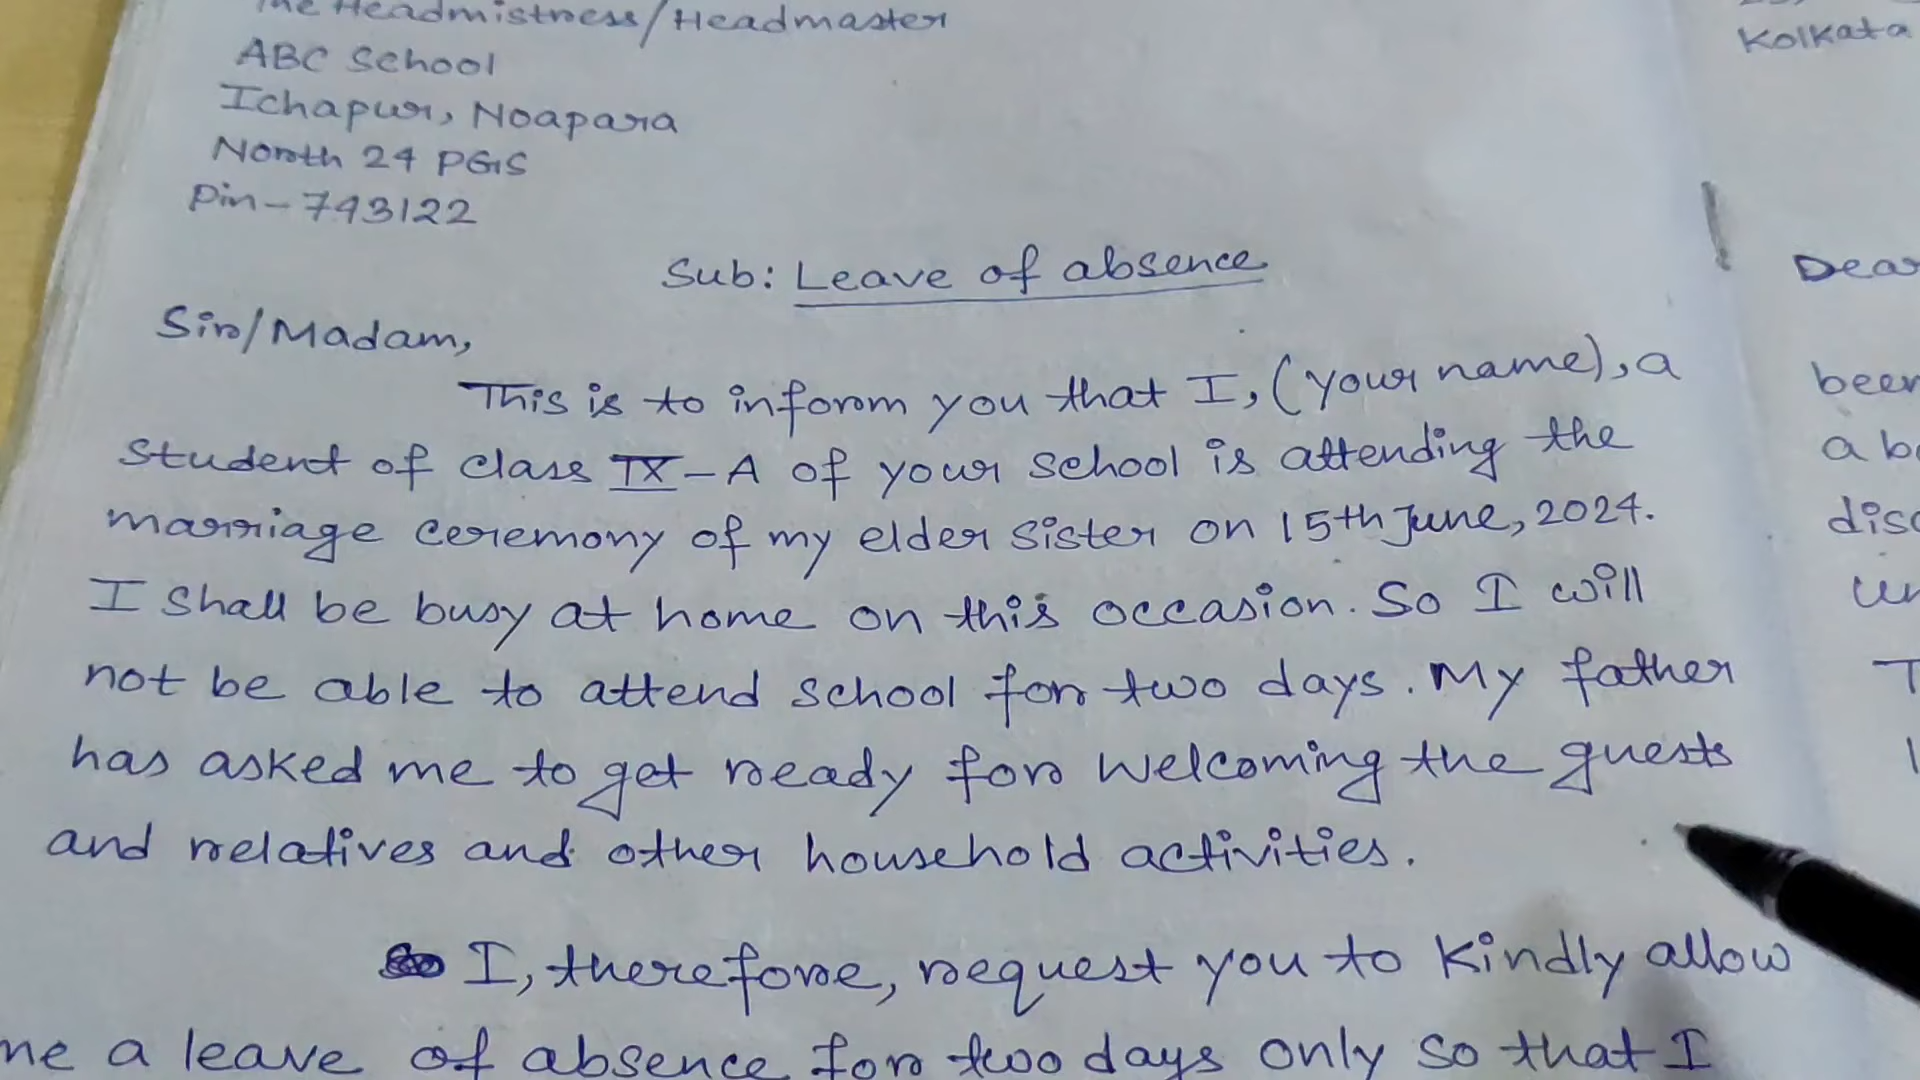 The Headmistress/Headmaster
ABC School
Ichapur, Noapara
North 24 PGS
Pin-743122
Sub: Leave of absence
Sir/Madam,
This is to inform you that I, (your name), a
student of class IX-A of your school is attending the
marriage ceremony of my elder sister on 15th June, 2024.
I shall be busy at home on this occasion. So I will
not be able to attend school for two days. My father
has asked me to get ready for welcoming the guests
and relatives and other household activities.
I, therefore, request you to kindly allow
me a leave of absence for two days only so that I
Kolkata
Dear
been
a
T